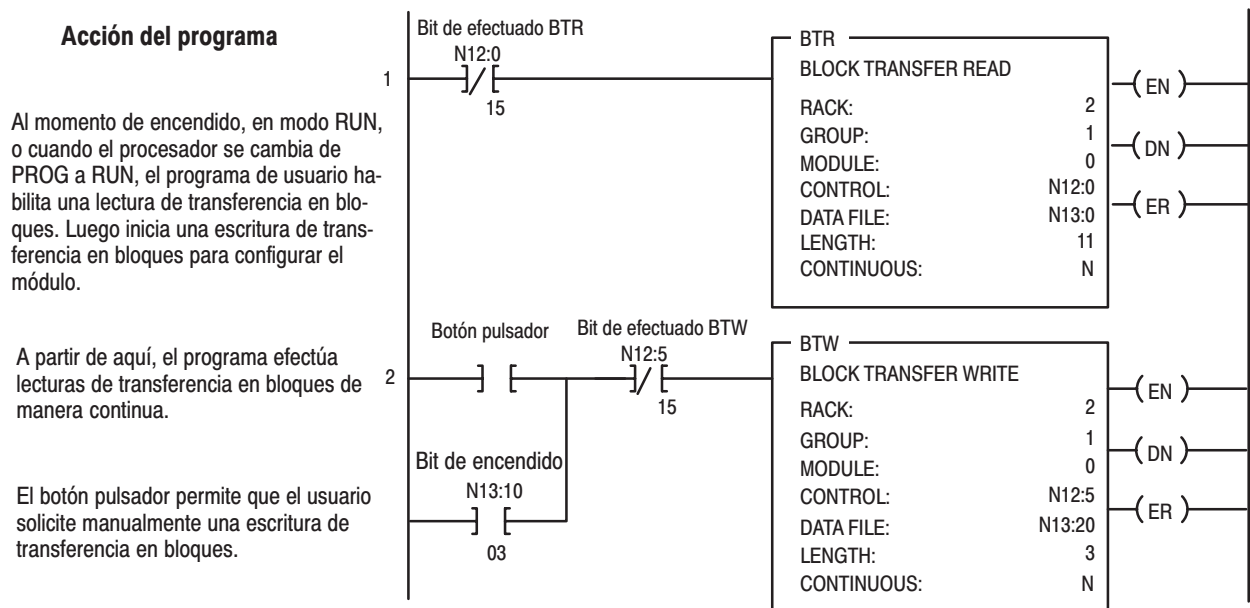 Acción del programa
Al momento de encendido, en modo RUN,
o cuando el procesador se cambia de
PROG a RUN, el programa de usuario ha-
bilita una lectura de transferencia en blo-
ques. Luego inicia una escritura de trans-
ferencia en bloques para configurar el
módulo.
A partir de aquí, el programa efectúa
lecturas de transferencia en bloques de
manera continua.
El botón pulsador permite que el usuario
solicite manualmente una escritura de
transferencia en bloques.
1
Bit de efectuado BTR
N12:0
15
BTR
BLOCK TRANSFER READ
RACK: 2
GROUP: 1
MODULE: 0
CONTROL: N12:0
DATA FILE: N13:0
LENGTH: 11
CONTINUOUS: N
EN
DN
ER
2
Botón pulsador
Bit de efectuado BTW
N12:5
15
Bit de encendido
N13:10
03
BTW
BLOCK TRANSFER WRITE
RACK: 2
GROUP: 1
MODULE: 0
CONTROL: N12:5
DATA FILE: N13:20
LENGTH: 3
CONTINUOUS: N
EN
DN
ER